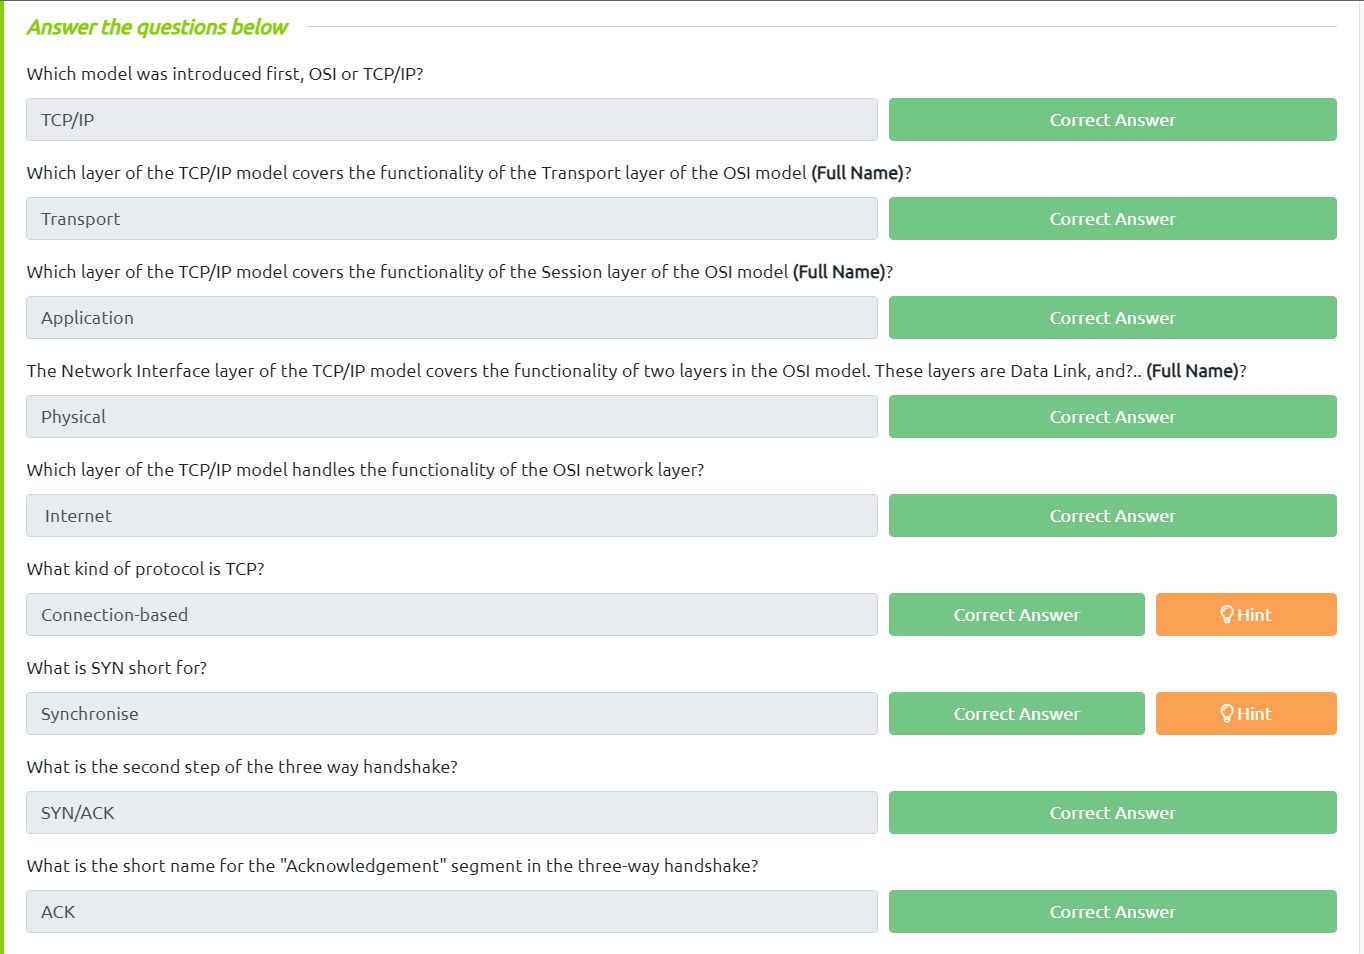 Answer the questions below
Which model was introduced first, OSI or TCP/IP?
TCP/IP
Correct Answer
Which layer of the TCP/IP model covers the functionality of the Transport layer of the OSI model (Full Name)?
Transport
Correct Answer
Which layer of the TCP/IP model covers the functionality of the Session layer of the OSI model (Full Name)?
Application
Correct Answer
The Network Interface layer of the TCP/IP model covers the functionality of two layers in the OSI model. These layers are Data Link, and?.. (Full Name)?
Physical
Correct Answer
Which layer of the TCP/IP model handles the functionality of the OSI network layer?
Internet
Correct Answer
What kind of protocol is TCP?
Connection-based
Correct Answer
Hint
What is SYN short for?
Synchronise
Correct Answer
Hint
What is the second step of the three way handshake?
SYN/ACK
Correct Answer
What is the short name for the "Acknowledgement" segment in the three-way handshake?
ACK
Correct Answer